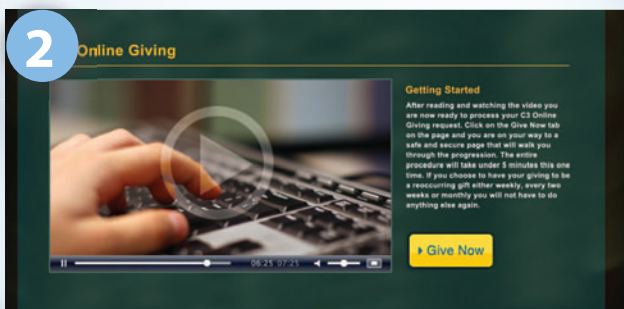 2
Online Giving
Getting Started
After reading and watching the video you
are now ready to process your C3 Online
Giving request. Click on the Give Now tab
on the page and you are on your way to a
safe and secure page that will walk you
through the progression. The entire
procedure will take under 5 minutes this one
time. If you choose to have your giving to be
a reoccurring gift either weekly, every two
weeks or monthly you will not have to do
anything else again.
Give Now
06:25 07:25